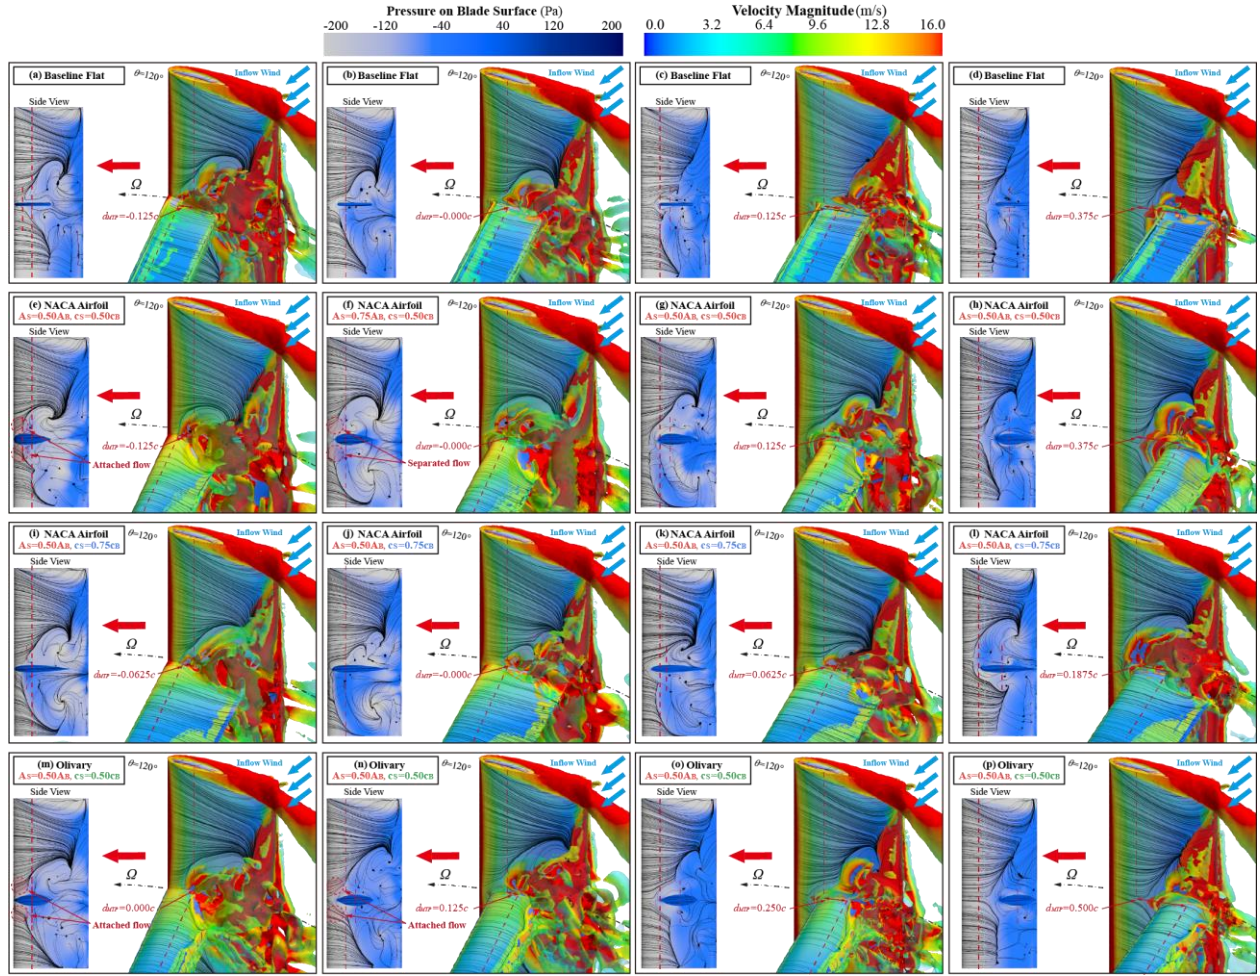 Pressure on Blade Surface (Pa)
-200 -120 -40 40 120 200
Velocity Magnitude(m/s)
0.0 3.2 6.4 9.6 12.8 16.0
(a) Baseline Flat
θ=120°
Inflow Wind
Side View
Ω
dMTP=-0.125c
(b) Baseline Flat
θ=120°
Inflow Wind
Side View
Ω
dMTP=-0.000c
(c) Baseline Flat
θ=120°
Inflow Wind
Side View
Ω
dMTP=0.125c
(d) Baseline Flat
θ=120°
Inflow Wind
Side View
Ω
dMTP=0.375c
(e) NACA Airfoil
AS=0.50AB, cS=0.50cB
θ=120°
Inflow Wind
Side View
Ω
dMTP=-0.125c
Attached flow
(f) NACA Airfoil
AS=0.75AB, cS=0.50cB
θ=120°
Inflow Wind
Side View
Ω
dMTP=-0.000c
Separated flow
(g) NACA Airfoil
AS=0.50AB, cS=0.50cB
θ=120°
Inflow Wind
Side View
Ω
dMTP=0.125c
(h) NACA Airfoil
AS=0.50AB, cS=0.50cB
θ=120°
Inflow Wind
Side View
Ω
dMTP=0.375c
(i) NACA Airfoil
AS=0.50AB, cS=0.75cB
θ=120°
Inflow Wind
Side View
Ω
dMTP=-0.0625c
(j) NACA Airfoil
AS=0.50AB, cS=0.75cB
θ=120°
Inflow Wind
Side View
Ω
dMTP=-0.000c
(k) NACA Airfoil
AS=0.50AB, cS=0.75cB
θ=120°
Inflow Wind
Side View
Ω
dMTP=0.0625c
(l) NACA Airfoil
AS=0.50AB, cS=0.75cB
θ=120°
Inflow Wind
Side View
Ω
dMTP=0.1875c
(m) Olivary
AS=0.50AB, cS=0.50cB
θ=120°
Inflow Wind
Side View
Ω
dMTP=0.000c
Attached flow
(n) Olivary
AS=0.50AB, cS=0.50cB
θ=120°
Inflow Wind
Side View
Ω
dMTP=0.125c
Attached flow
(o) Olivary
AS=0.50AB, cS=0.50cB
θ=120°
Inflow Wind
Side View
Ω
dMTP=0.250c
(p) Olivary
AS=0.50AB, cS=0.50cB
θ=120°
Inflow Wind
Side View
Ω
dMTP=0.500c